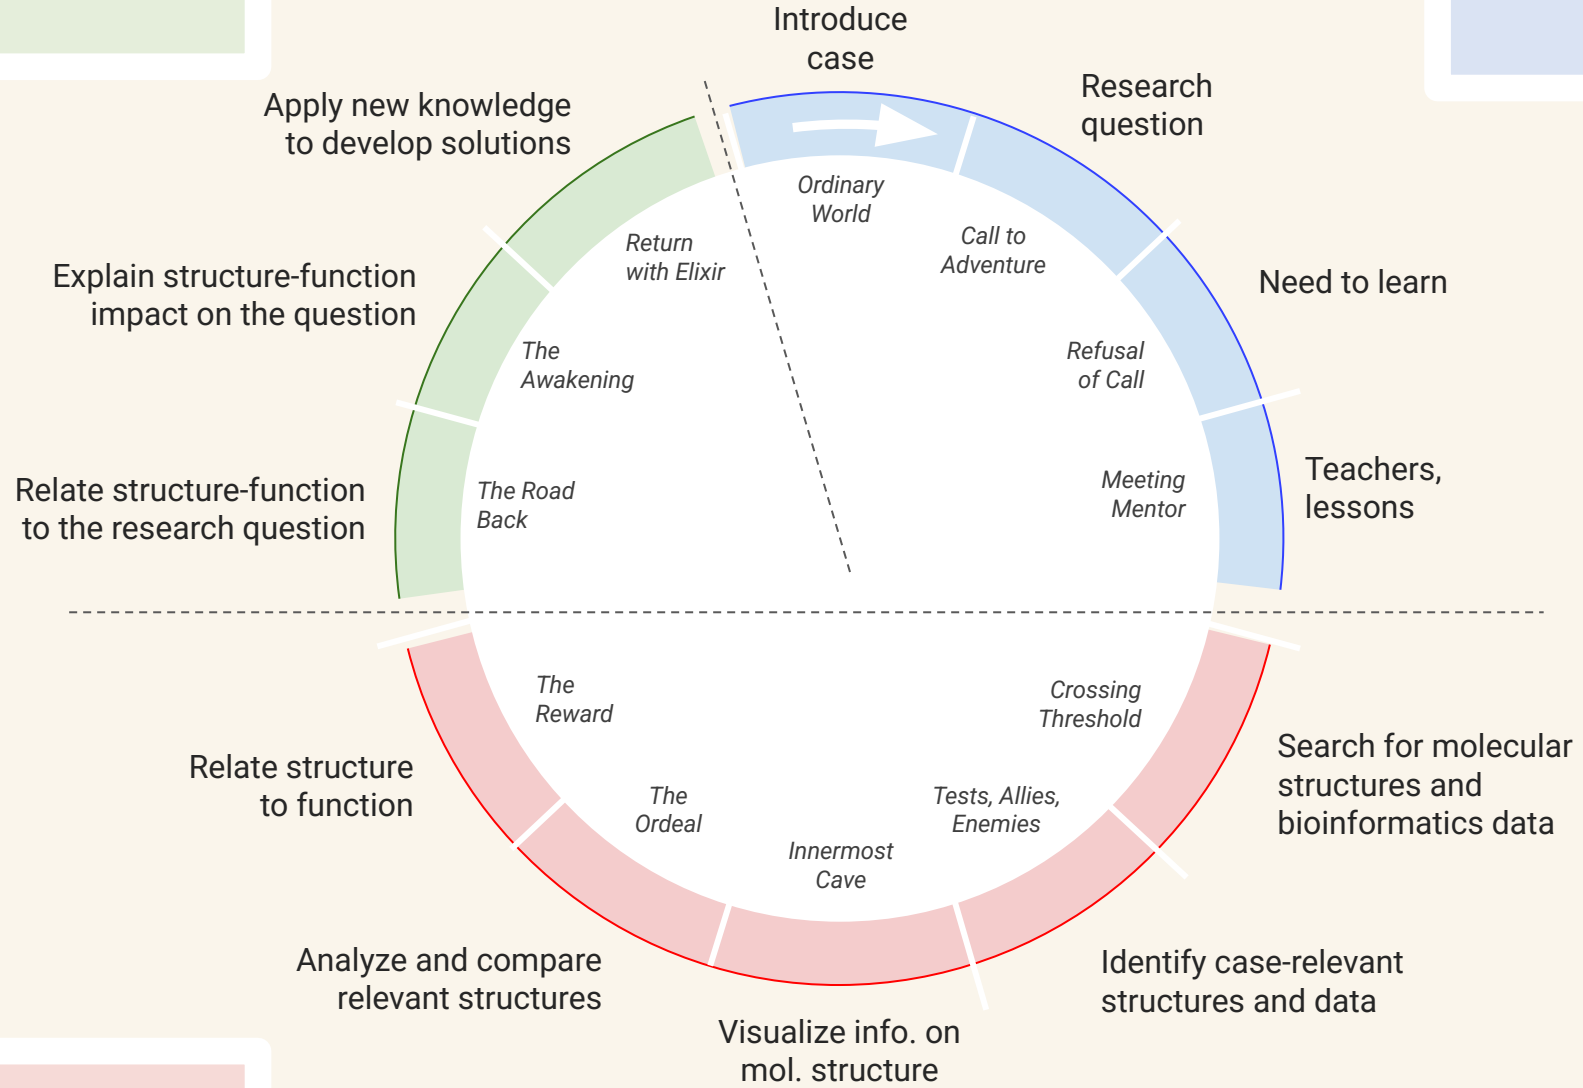 Introduce
case
Research
question
Need to learn
Teachers,
lessons
Search for molecular
structures and
bioinformatics data
Identify case-relevant
structures and data
Visualize info. on
mol. structure
Analyze and compare
relevant structures
Relate structure
to function
Relate structure-function
to the research question
Explain structure-function
impact on the question
Apply new knowledge
to develop solutions
Ordinary
World
Call to
Adventure
Refusal
of Call
Meeting
Mentor
Crossing
Threshold
Tests, Allies,
Enemies
Innermost
Cave
The
Ordeal
The
Reward
The Road
Back
The
Awakening
Return
with Elixir